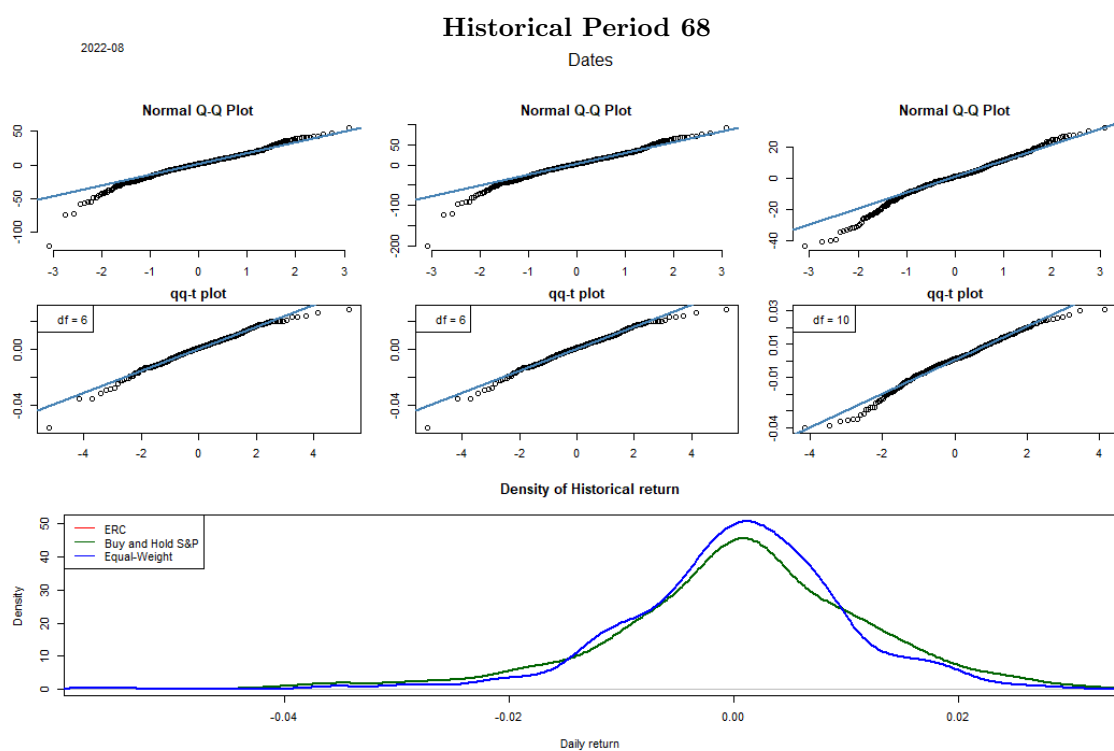 Historical Period 68
2022-08
Dates
Normal Q-Q Plot
Normal Q-Q Plot
Normal Q-Q Plot
50
0
-50
-100
-3 -2 -1 0 1 2 3
100
0
-100
-200
-3 -2 -1 0 1 2 3
20
0
-20
-40
-3 -2 -1 0 1 2 3
qq-t plot
qq-t plot
qq-t plot
df = 6
0.00
-0.04
-4 -2 0 2 4
df = 6
0.00
-0.04
-4 -2 0 2 4
df = 10
0.03
0.01
-0.01
-0.04
-4 -2 0 2 4
Density of Historical return
ERC
Buy and Hold S&P
Equal-Weight
Density
50
40
30
20
10
0
-0.04 -0.02 0.00 0.02
Daily return